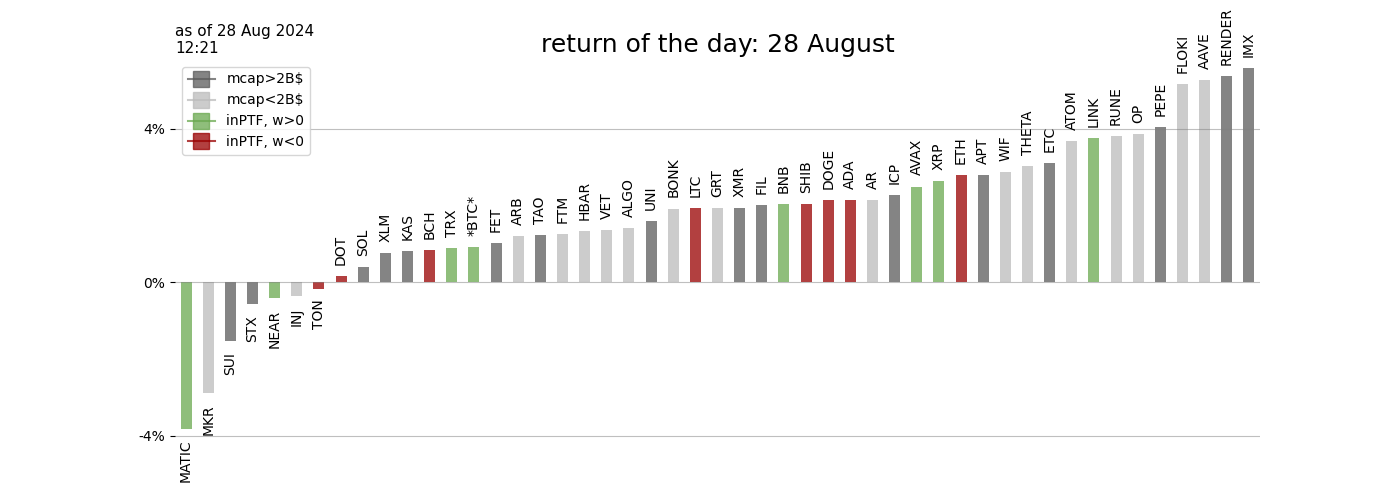 as of 28 Aug 2024
12:21
return of the day: 28 August
mcap>2B$
mcap<2B$
inPTF, w>0
inPTF, w<0
4%
0%
-4%
MATIC
MKR
SUI
STX
NEAR
INJ
TON
DOT
SOL
XLM
KAS
BCH
TRX
*BTC*
FET
ARB
TAO
FTM
HBAR
VET
ALGO
UNI
BONK
LTC
GRT
XMR
FIL
BNB
SHIB
DOGE
ADA
AR
ICP
AVAX
XRP
ETH
APT
WIF
THETA
ETC
ATOM
LINK
RUNE
OP
PEPE
FLOKI
AAVE
RENDER
IMX